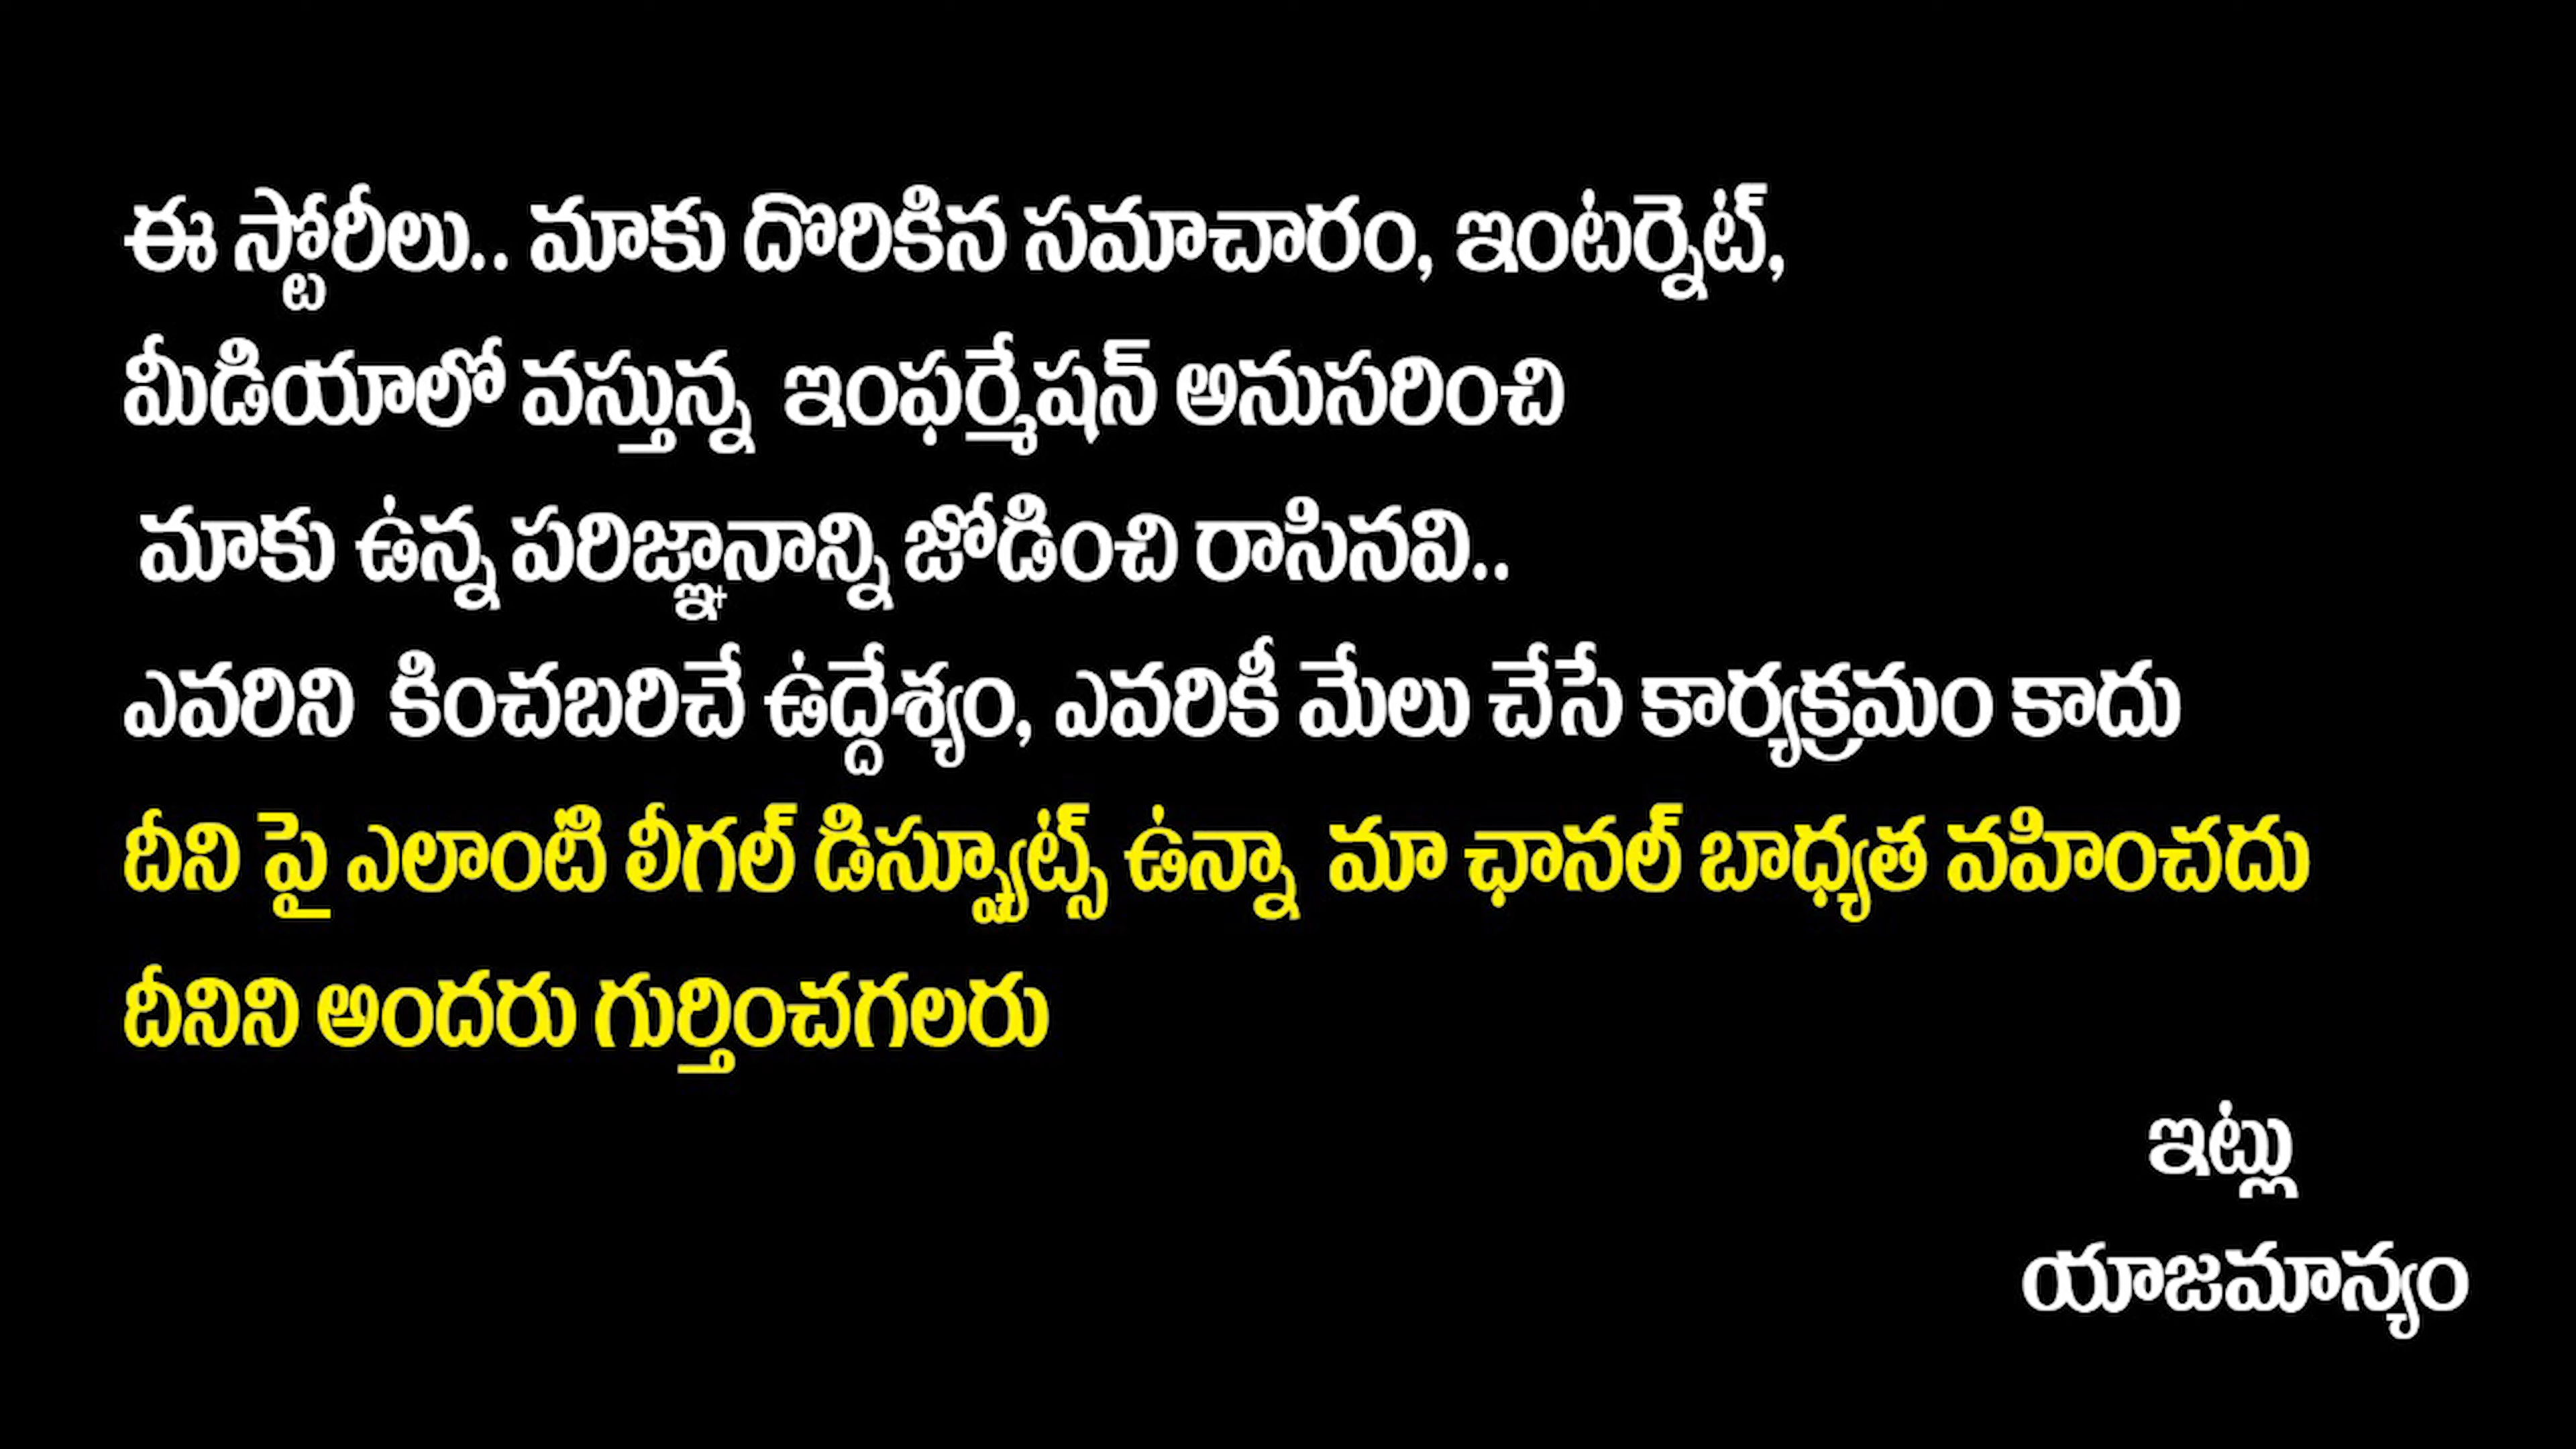 ఈ స్టోరీలు.. మాకు దొరికిన సమాచారం, ఇంటర్నెట్,
మీడియాలో వస్తున్న ఇంఫర్మేషన్ అనుసరించి
మాకు ఉన్న పరిజ్ఞానాన్ని జోడించి రాసినవి..
ఎవరిని కించబరిచే ఉద్దేశ్యం, ఎవరికీ మేలు చేసే కార్యక్రమం కాదు
దీని పై ఎలాంటి లీగల్ డిస్ప్యూట్స్ ఉన్నా మా ఛానల్ బాధ్యత వహించదు
దీనిని అందరు గుర్తించగలరు
ఇట్లు
యాజమాన్యం